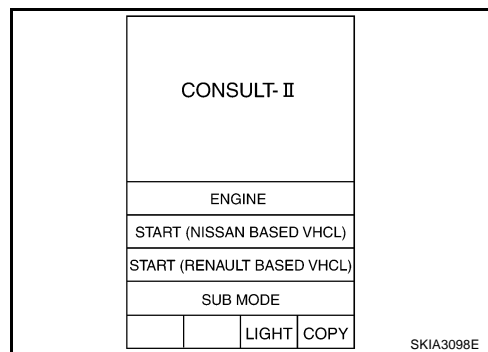 CONSULT-Ⅱ
ENGINE
START (NISSAN BASED VHCL)
START (RENAULT BASED VHCL)
SUB MODE
LIGHT COPY
SKIA3098E